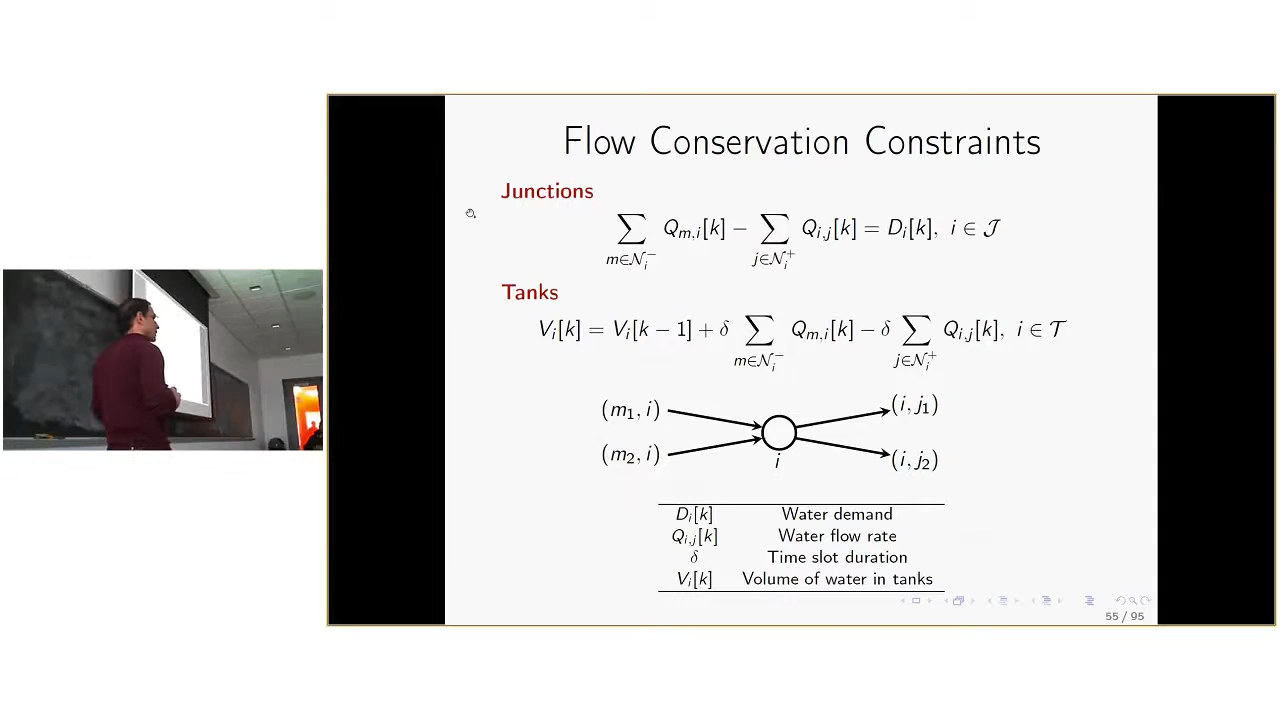 Flow Conservation Constraints
Junctions
∑_{m∈𝒩_i^-} Q_{m,i}[k] − ∑_{j∈𝒩_i^+} Q_{i,j}[k] = D_i[k], i ∈ 𝒥
Tanks
V_i[k] = V_i[k − 1] + δ ∑_{m∈𝒩_i^-} Q_{m,i}[k] − δ ∑_{j∈𝒩_i^+} Q_{i,j}[k], i ∈ 𝒯
(m_1, i) (i, j_1)
(m_2, i) i (i, j_2)
D_i[k] Water demand
Q_{i,j}[k] Water flow rate
δ Time slot duration
V_i[k] Volume of water in tanks
55 / 95